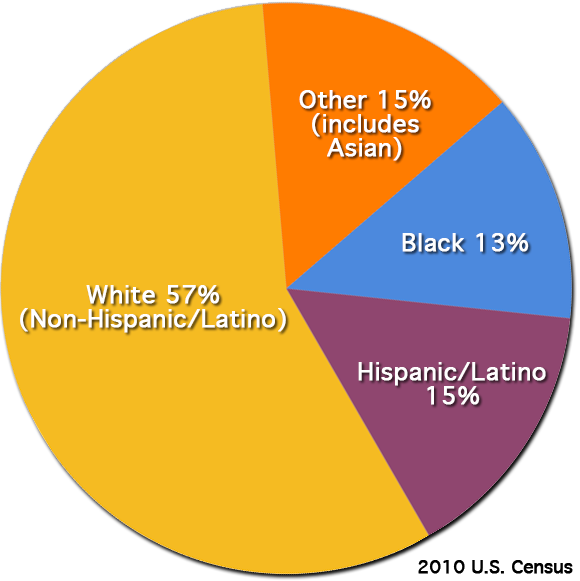 Other 15%
(includes
Asian)
Black 13%
White 57%
(Non-Hispanic/Latino)
Hispanic/Latino
15%
2010 U.S. Census